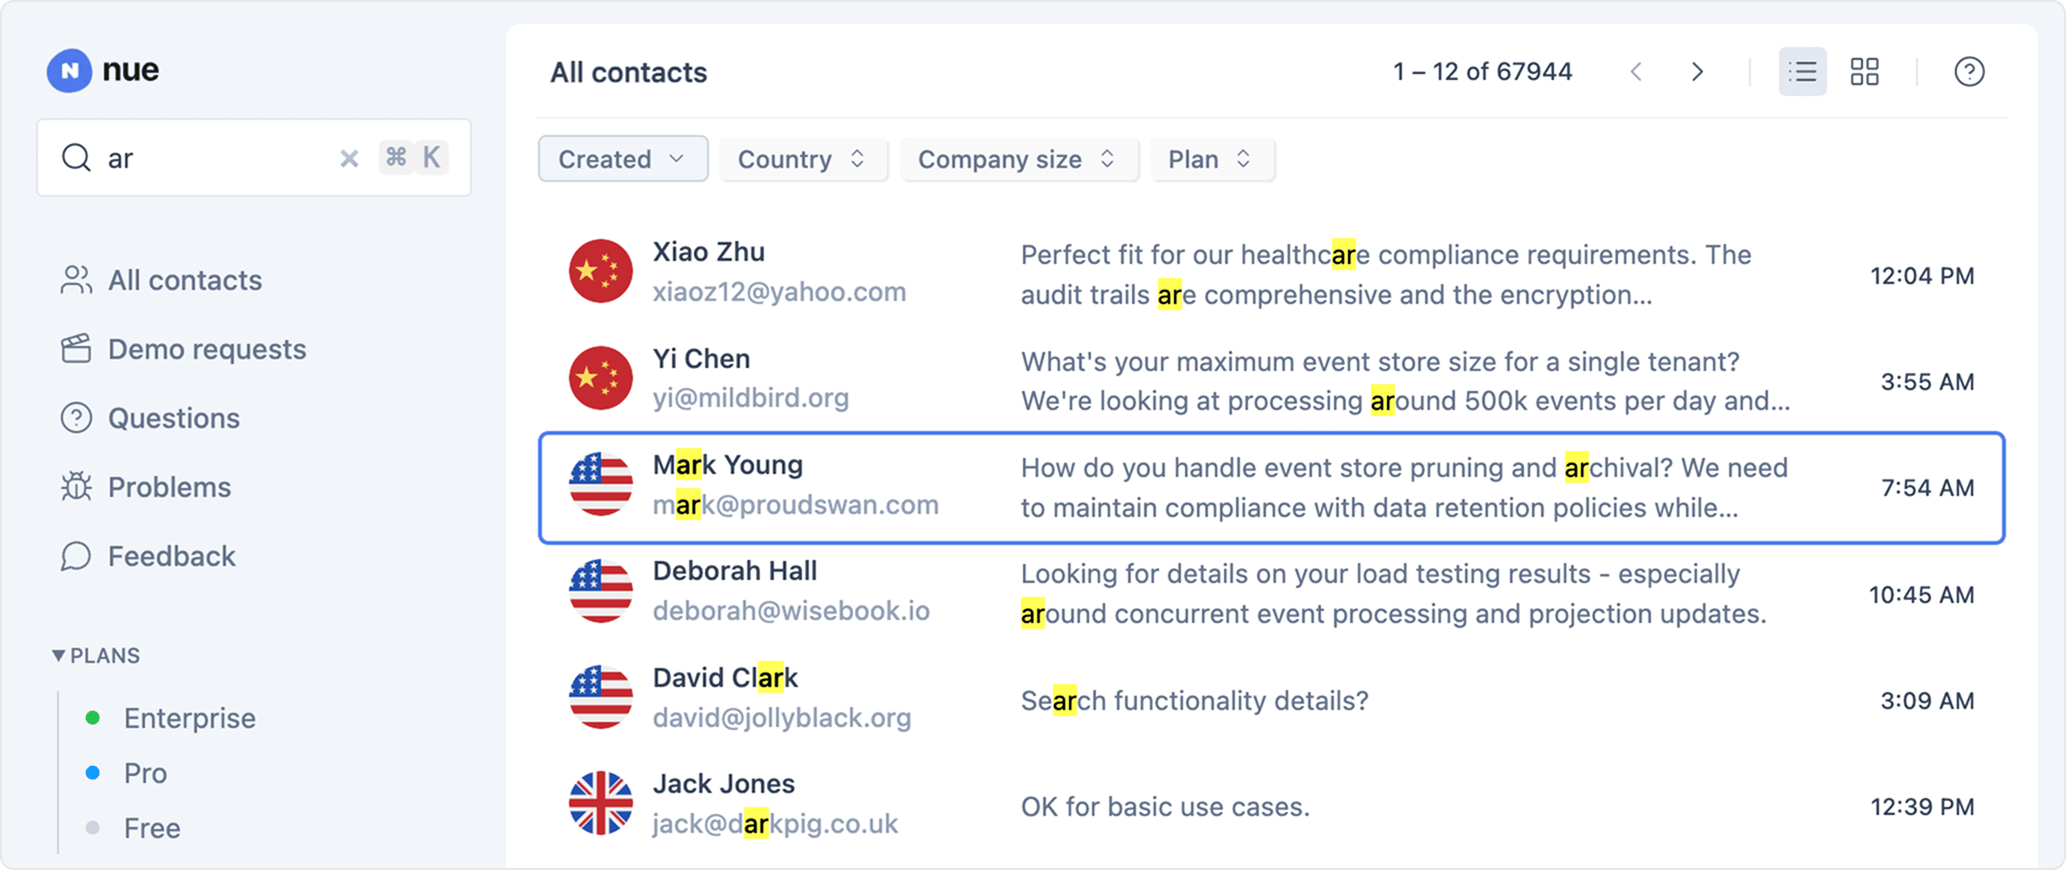 nue
ar
⌘ K
All contacts
Demo requests
Questions
Problems
Feedback
PLANS
Enterprise
Pro
Free
All contacts
1 – 12 of 67944
Created
Country
Company size
Plan
Xiao Zhu
xiaoz12@yahoo.com
Perfect fit for our healthcare compliance requirements. The
audit trails are comprehensive and the encryption...
12:04 PM
Yi Chen
yi@mildbird.org
What's your maximum event store size for a single tenant?
We're looking at processing around 500k events per day and...
3:55 AM
Mark Young
mark@proudswan.com
How do you handle event store pruning and archival? We need
to maintain compliance with data retention policies while...
7:54 AM
Deborah Hall
deborah@wisebook.io
Looking for details on your load testing results - especially
around concurrent event processing and projection updates.
10:45 AM
David Clark
david@jollyblack.org
Search functionality details?
3:09 AM
Jack Jones
jack@darkpig.co.uk
OK for basic use cases.
12:39 PM